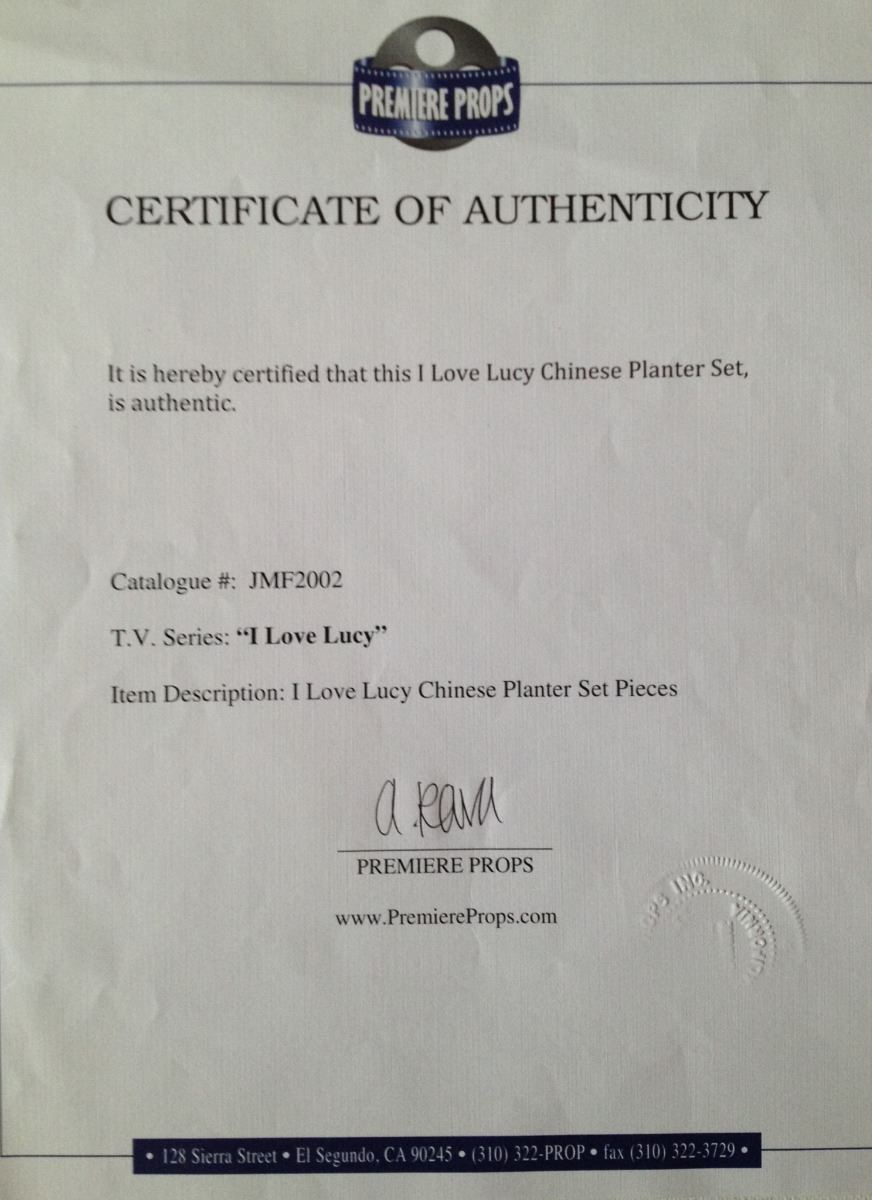 PREMIERE PROPS
CERTIFICATE OF AUTHENTICITY
It is hereby certified that this I Love Lucy Chinese Planter Set,
is authentic.
Catalogue #: JMF2002
T.V. Series: “I Love Lucy”
Item Description: I Love Lucy Chinese Planter Set Pieces
PREMIERE PROPS
www.PremiereProps.com
INC.
• 128 Sierra Street • El Segundo, CA 90245 • (310) 322-PROP • fax (310) 322-3729 •